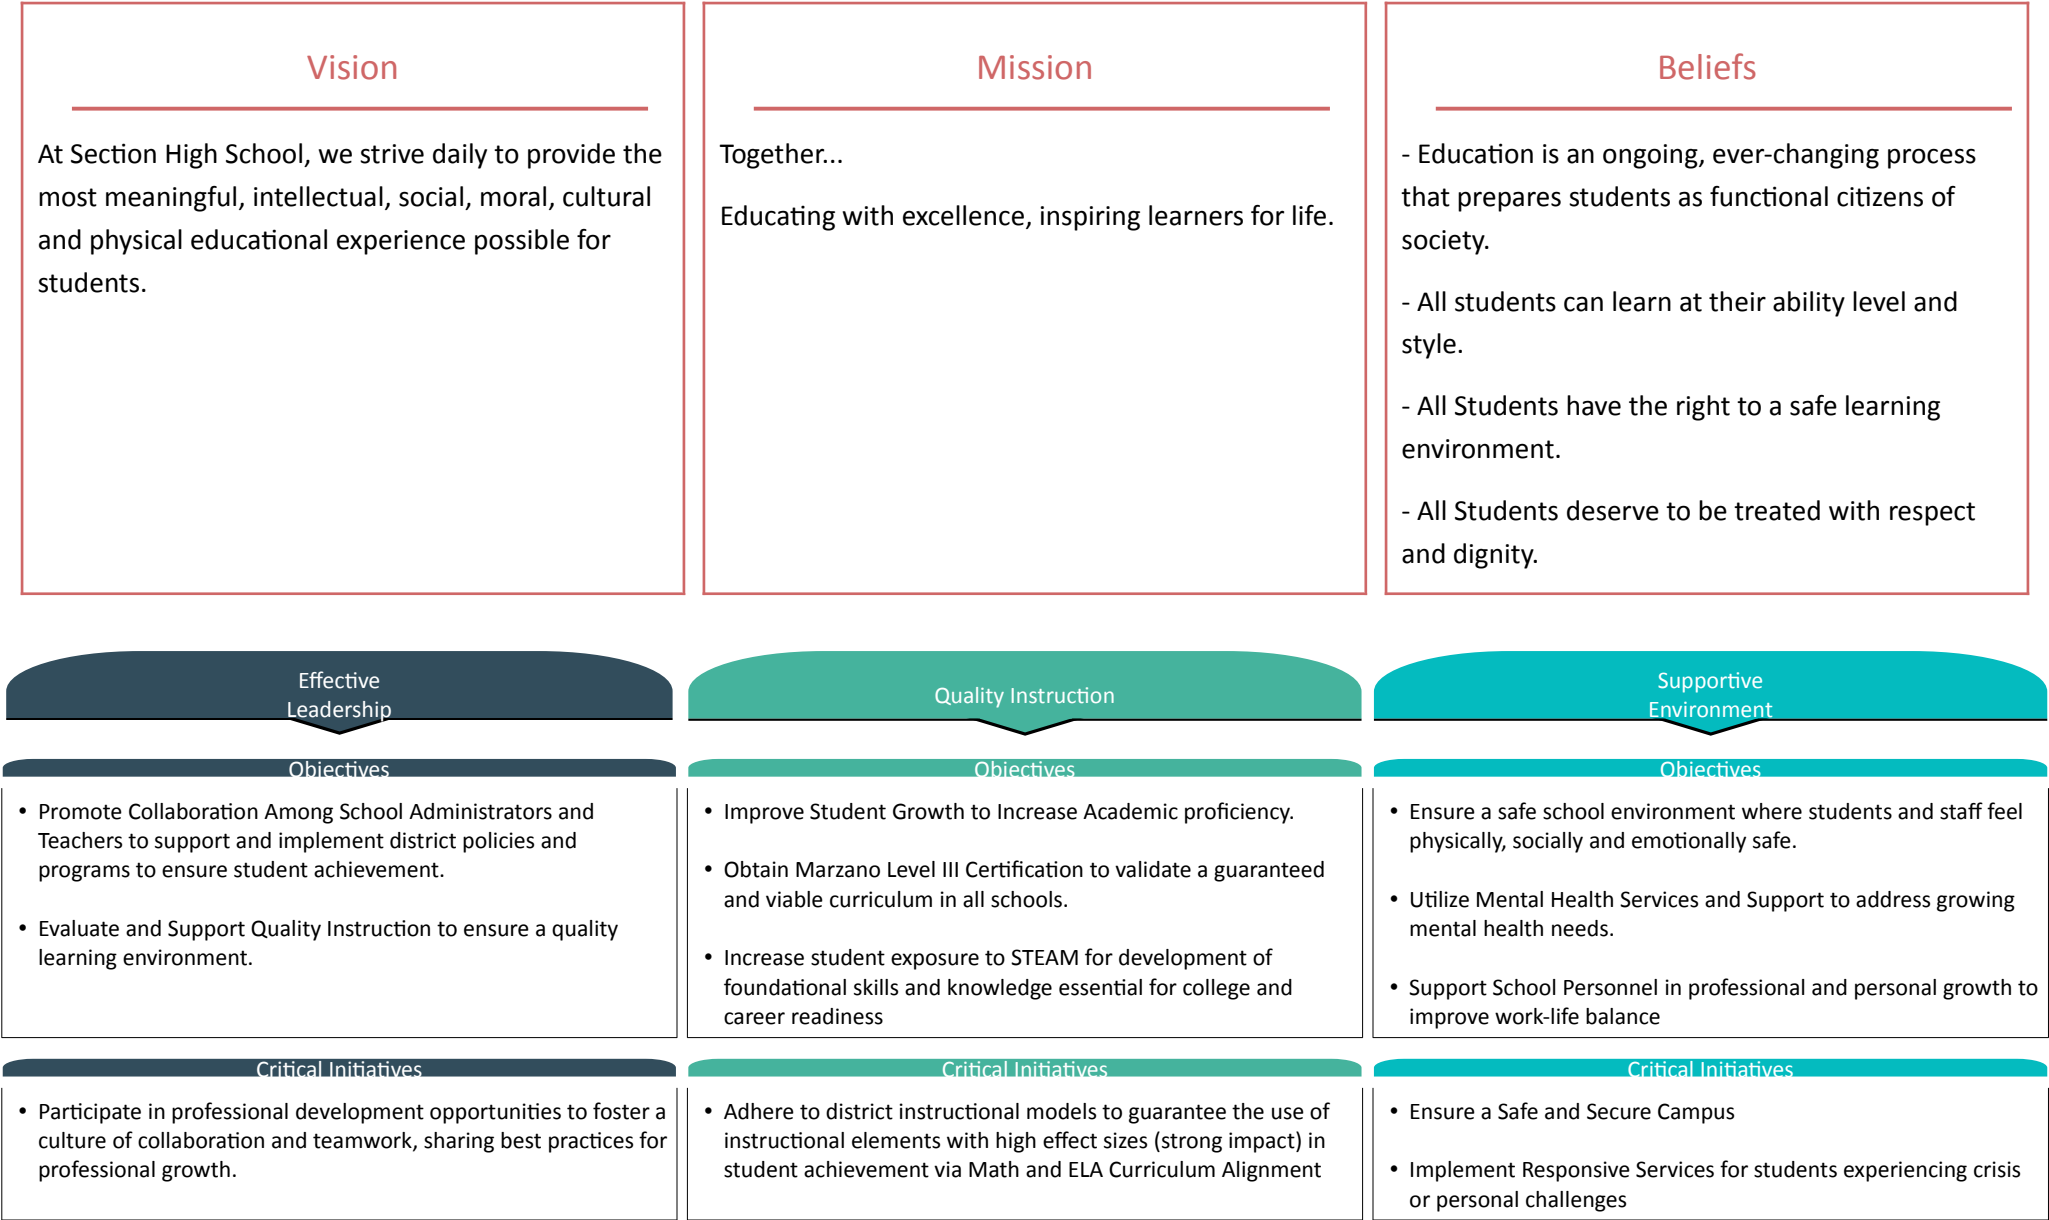 Vision
At Section High School, we strive daily to provide the
most meaningful, intellectual, social, moral, cultural
and physical educational experience possible for
students.
Mission
Together...
Educating with excellence, inspiring learners for life.
Beliefs
- Education is an ongoing, ever-changing process
that prepares students as functional citizens of
society.
- All students can learn at their ability level and
style.
- All Students have the right to a safe learning
environment.
- All Students deserve to be treated with respect
and dignity.
Effective
Leadership
Objectives
• Promote Collaboration Among School Administrators and
Teachers to support and implement district policies and
programs to ensure student achievement.
• Evaluate and Support Quality Instruction to ensure a quality
learning environment.
Critical Initiatives
• Participate in professional development opportunities to foster a
culture of collaboration and teamwork, sharing best practices for
professional growth.
Quality Instruction
Objectives
• Improve Student Growth to Increase Academic proficiency.
• Obtain Marzano Level III Certification to validate a guaranteed
and viable curriculum in all schools.
• Increase student exposure to STEAM for development of
foundational skills and knowledge essential for college and
career readiness
Critical Initiatives
• Adhere to district instructional models to guarantee the use of
instructional elements with high effect sizes (strong impact) in
student achievement via Math and ELA Curriculum Alignment
Supportive
Environment
Objectives
• Ensure a safe school environment where students and staff feel
physically, socially and emotionally safe.
• Utilize Mental Health Services and Support to address growing
mental health needs.
• Support School Personnel in professional and personal growth to
improve work-life balance
Critical Initiatives
• Ensure a Safe and Secure Campus
• Implement Responsive Services for students experiencing crisis
or personal challenges